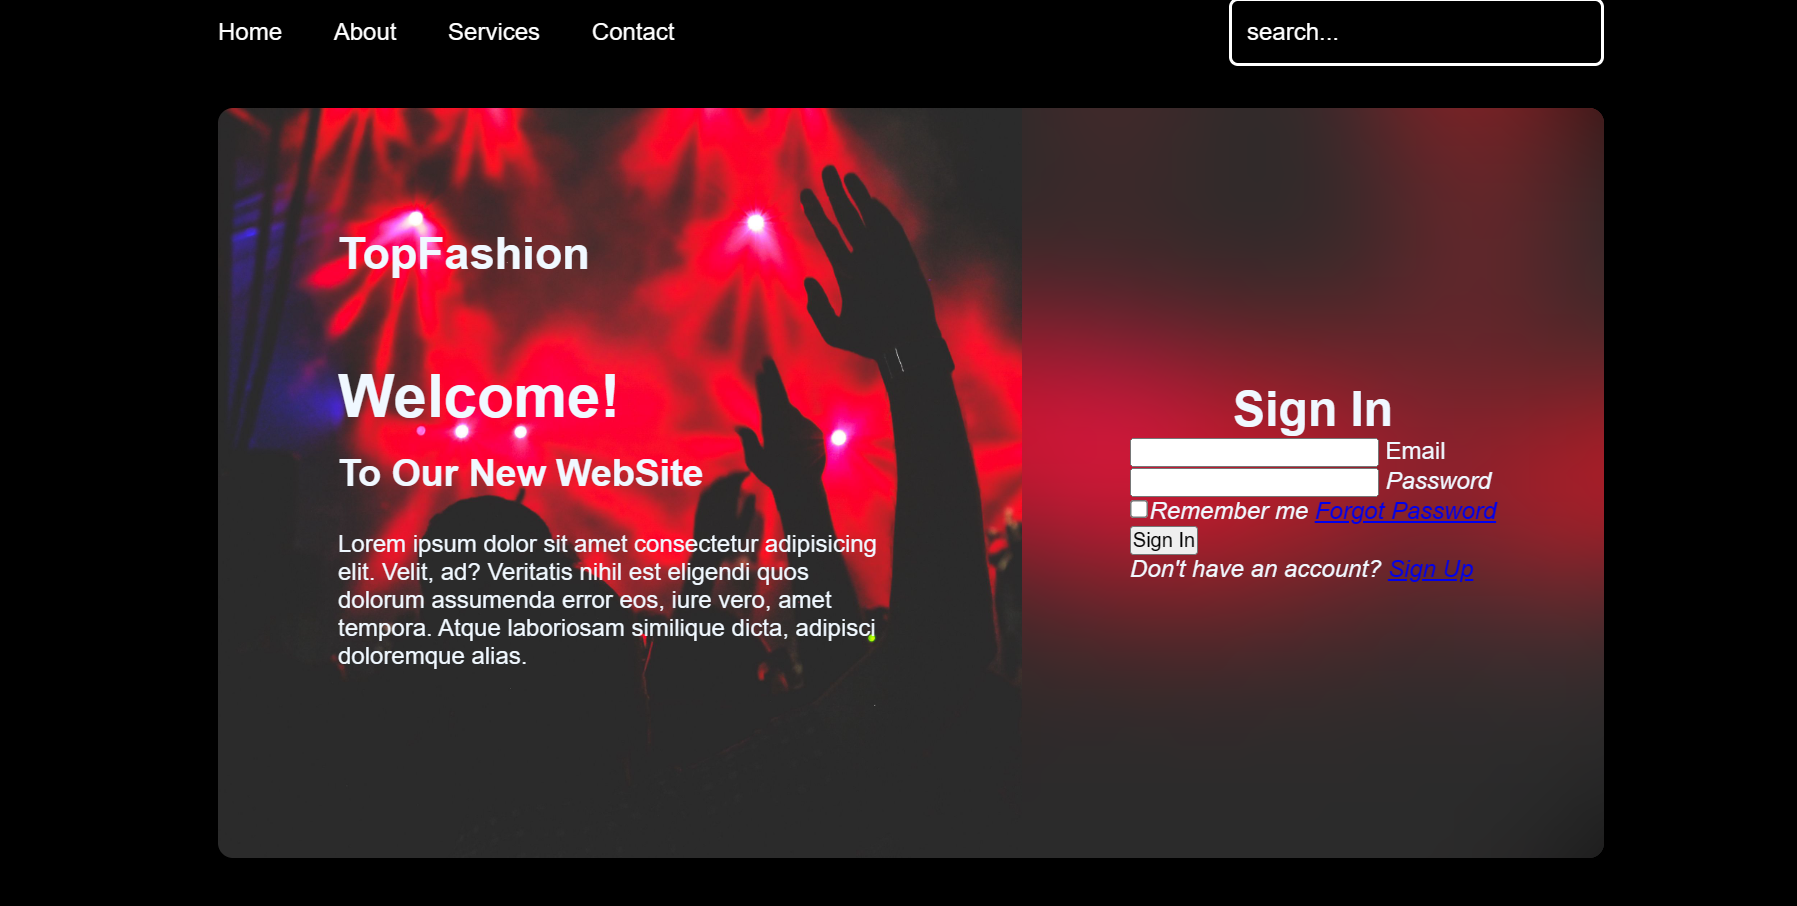 Home About Services Contact search...
TopFashion
Welcome!
To Our New WebSite
Lorem ipsum dolor sit amet consectetur adipisicing
elit. Velit, ad? Veritatis nihil est eligendi quos
dolorum assumenda error eos, iure vero, amet
tempora. Atque laboriosam similique dicta, adipisci
doloremque alias.
Sign In
Email
Password
Remember me Forgot Password
Sign In
Don't have an account? Sign Up